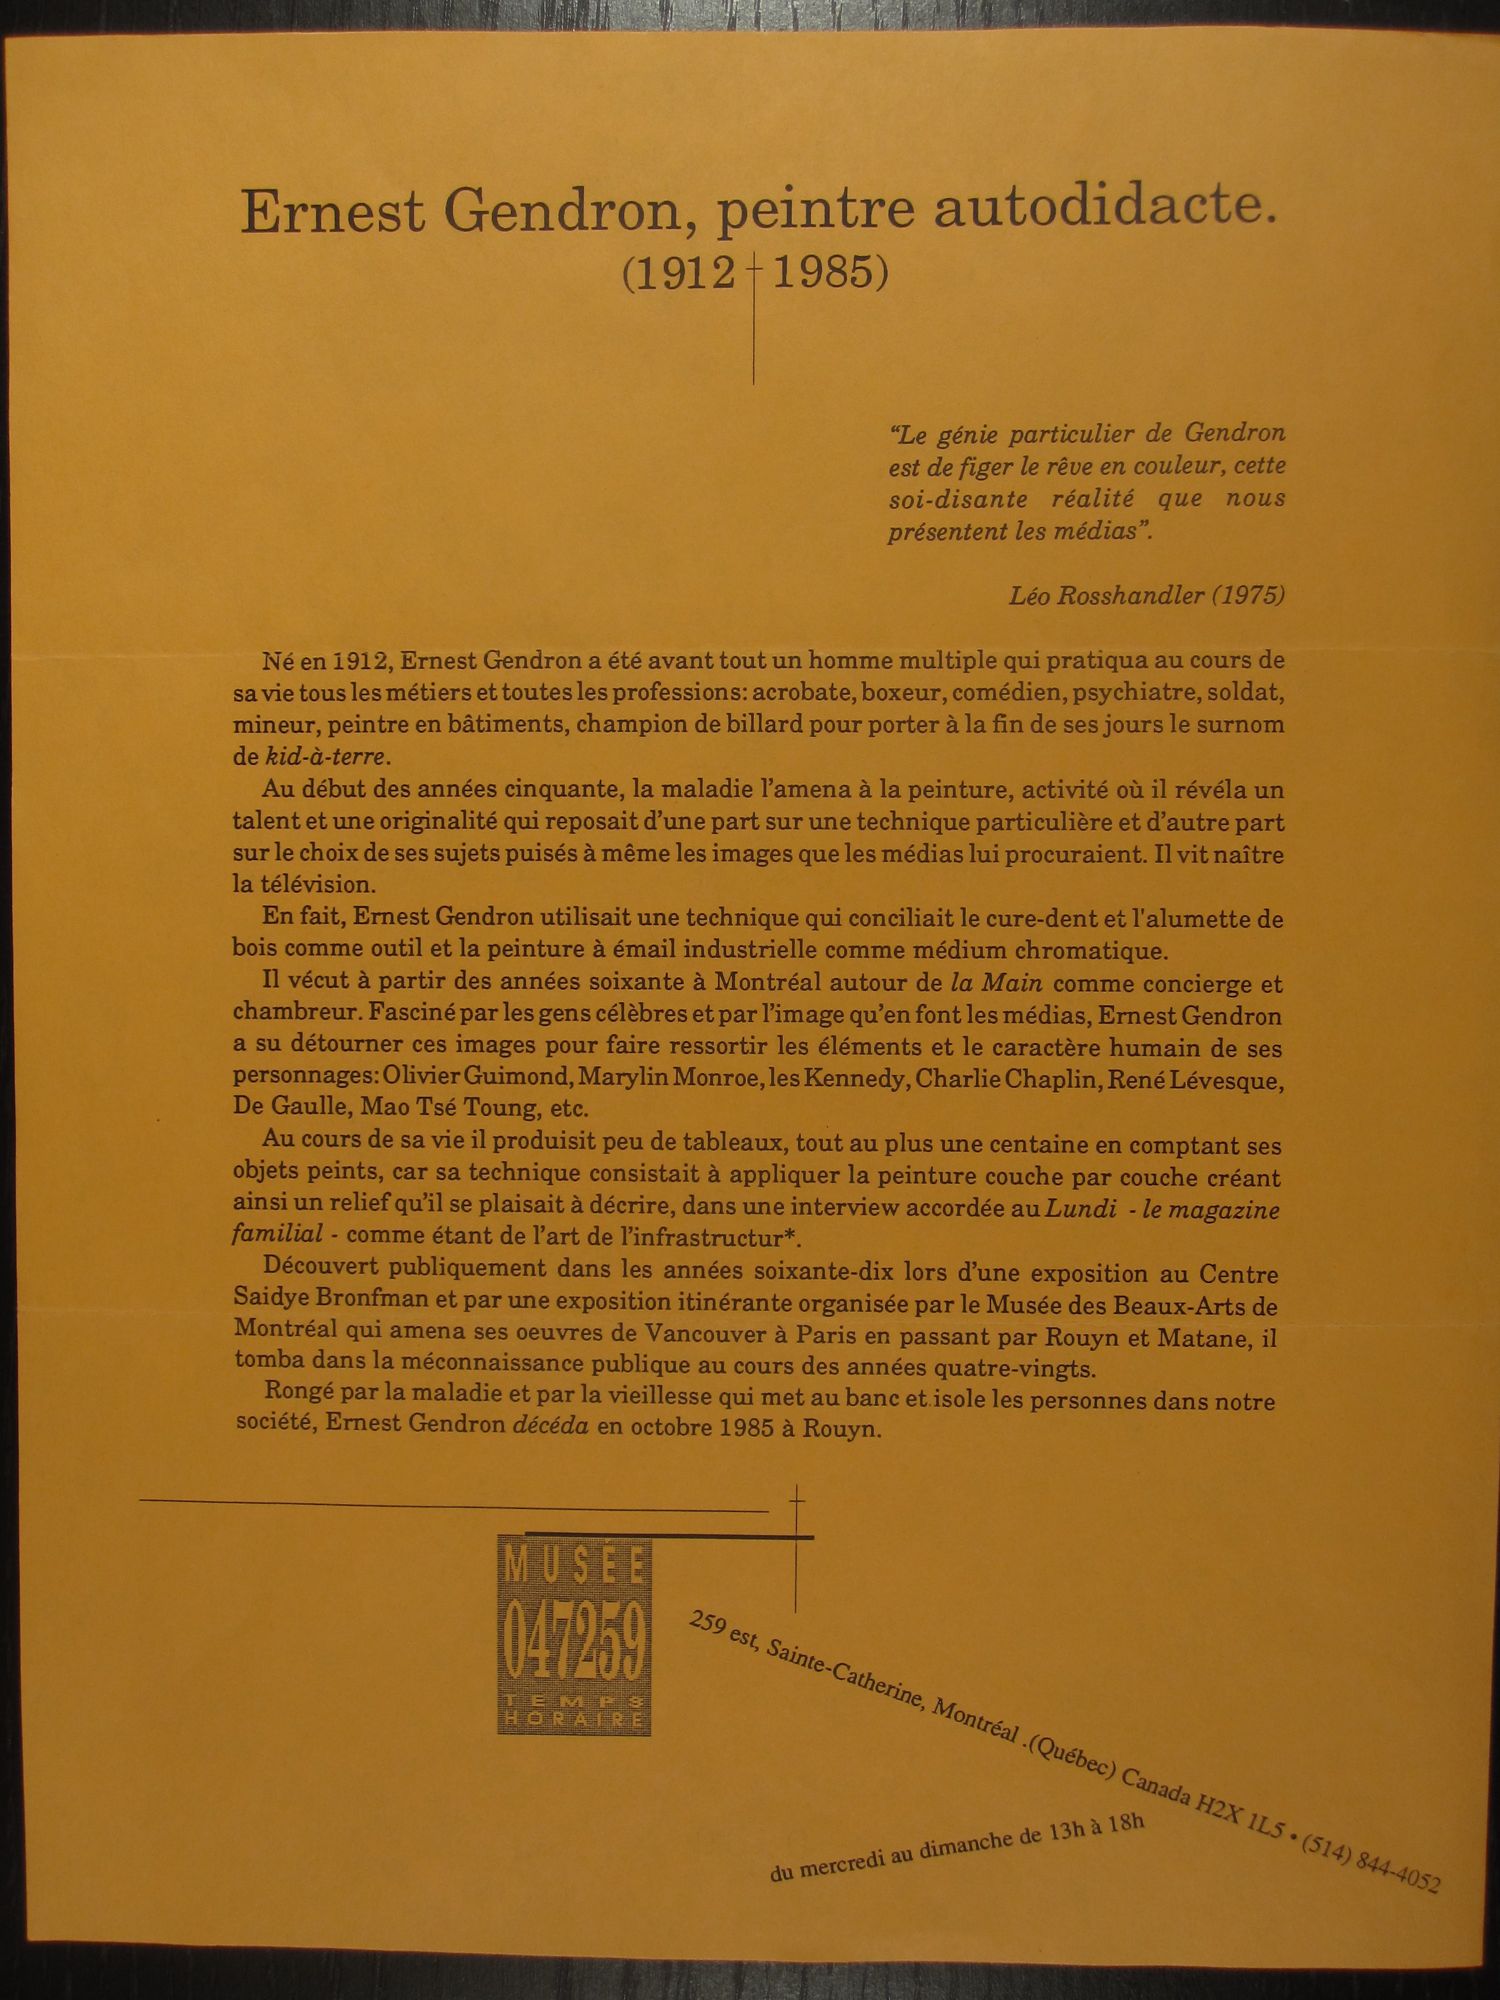 Ernest Gendron, peintre autodidacte.
(1912 † 1985)
“Le génie particulier de Gendron
est de figer le rêve en couleur, cette
soi-disante réalité que nous
présentent les médias”.
Léo Rosshandler (1975)
Né en 1912, Ernest Gendron a été avant tout un homme multiple qui pratiqua au cours de
sa vie tous les métiers et toutes les professions: acrobate, boxeur, comédien, psychiatre, soldat,
mineur, peintre en bâtiments, champion de billard pour porter à la fin de ses jours le surnom
de kid-à-terre.
Au début des années cinquante, la maladie l’amena à la peinture, activité où il révéla un
talent et une originalité qui reposait d’une part sur une technique particulière et d’autre part
sur le choix de ses sujets puisés à même les images que les médias lui procuraient. Il vit naître
la télévision.
En fait, Ernest Gendron utilisait une technique qui conciliait le cure-dent et l'alumette de
bois comme outil et la peinture à émail industrielle comme médium chromatique.
Il vécut à partir des années soixante à Montréal autour de la Main comme concierge et
chambreur. Fasciné par les gens célèbres et par l’image qu’en font les médias, Ernest Gendron
a su détourner ces images pour faire ressortir les éléments et le caractère humain de ses
personnages: Olivier Guimond, Marylin Monroe, les Kennedy, Charlie Chaplin, René Lévesque,
De Gaulle, Mao Tsé Toung, etc.
Au cours de sa vie il produisit peu de tableaux, tout au plus une centaine en comptant ses
objets peints, car sa technique consistait à appliquer la peinture couche par couche créant
ainsi un relief qu’il se plaisait à décrire, dans une interview accordée au Lundi - le magazine
familial - comme étant de l’art de l’infrastructur*.
Découvert publiquement dans les années soixante-dix lors d’une exposition au Centre
Saidye Bronfman et par une exposition itinérante organisée par le Musée des Beaux-Arts de
Montréal qui amena ses oeuvres de Vancouver à Paris en passant par Rouyn et Matane, il
tomba dans la méconnaissance publique au cours des années quatre-vingts.
Rongé par la maladie et par la vieillesse qui met au banc et isole les personnes dans notre
société, Ernest Gendron décéda en octobre 1985 à Rouyn.
MUSÉE
047259
TEMPS
HORAIRE
259 est, Sainte-Catherine, Montréal .(Québec) Canada H2X 1L5 • (514) 844-4052
du mercredi au dimanche de 13h à 18h